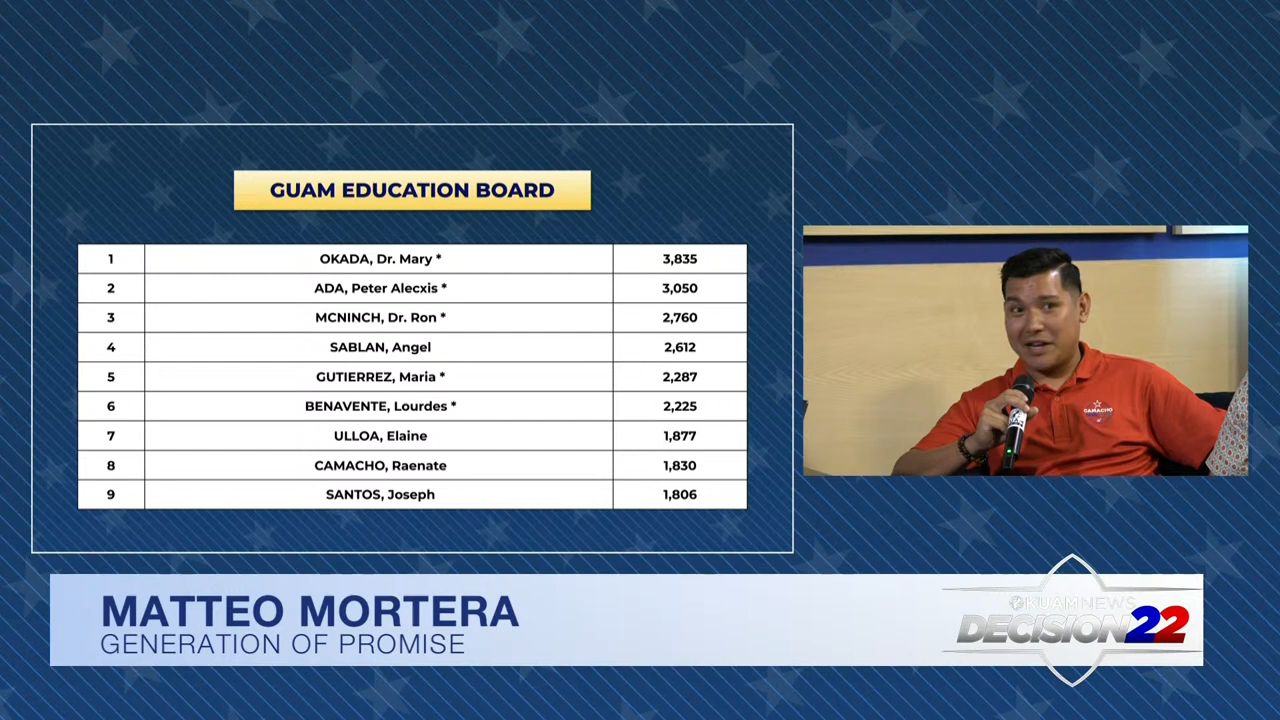 GUAM EDUCATION BOARD
1 OKADA, Dr. Mary * 3,835
2 ADA, Peter Alecxis * 3,050
3 MCNINCH, Dr. Ron * 2,760
4 SABLAN, Angel 2,612
5 GUTIERREZ, Maria * 2,287
6 BENAVENTE, Lourdes * 2,225
7 ULLOA, Elaine 1,877
8 CAMACHO, Raenate 1,830
9 SANTOS, Joseph 1,806
CAMACHO
MATTEO MORTERA
GENERATION OF PROMISE
KUAMNEWS
DECISION22